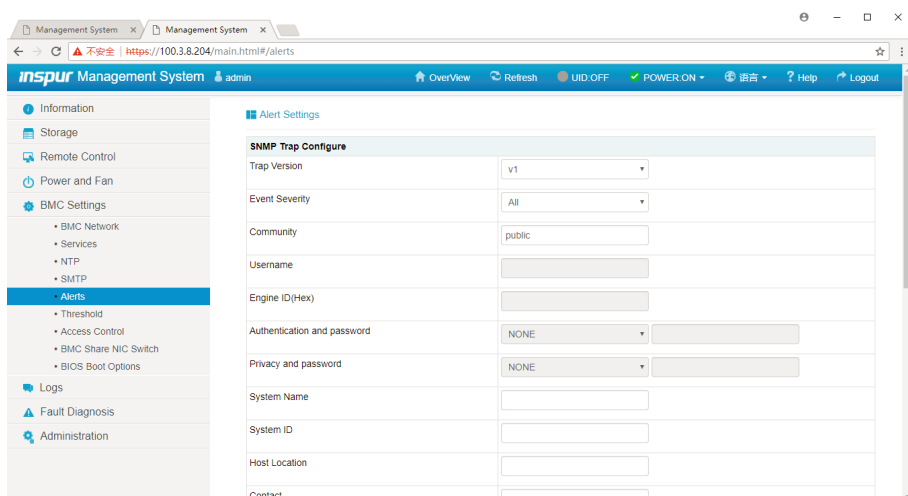 Management System × Management System ×
不安全 | https://100.3.8.204/main.html#/alerts
inspur Management System admin OverView Refresh UID:OFF POWER:ON 语言 ? Help Logout
Information
Storage
Remote Control
Power and Fan
BMC Settings
• BMC Network
• Services
• NTP
• SMTP
• Alerts
• Threshold
• Access Control
• BMC Share NIC Switch
• BIOS Boot Options
Logs
Fault Diagnosis
Administration
Alert Settings
SNMP Trap Configure
Trap Version v1
Event Severity All
Community public
Username
Engine ID(Hex)
Authentication and password NONE
Privacy and password NONE
System Name
System ID
Host Location
Contact